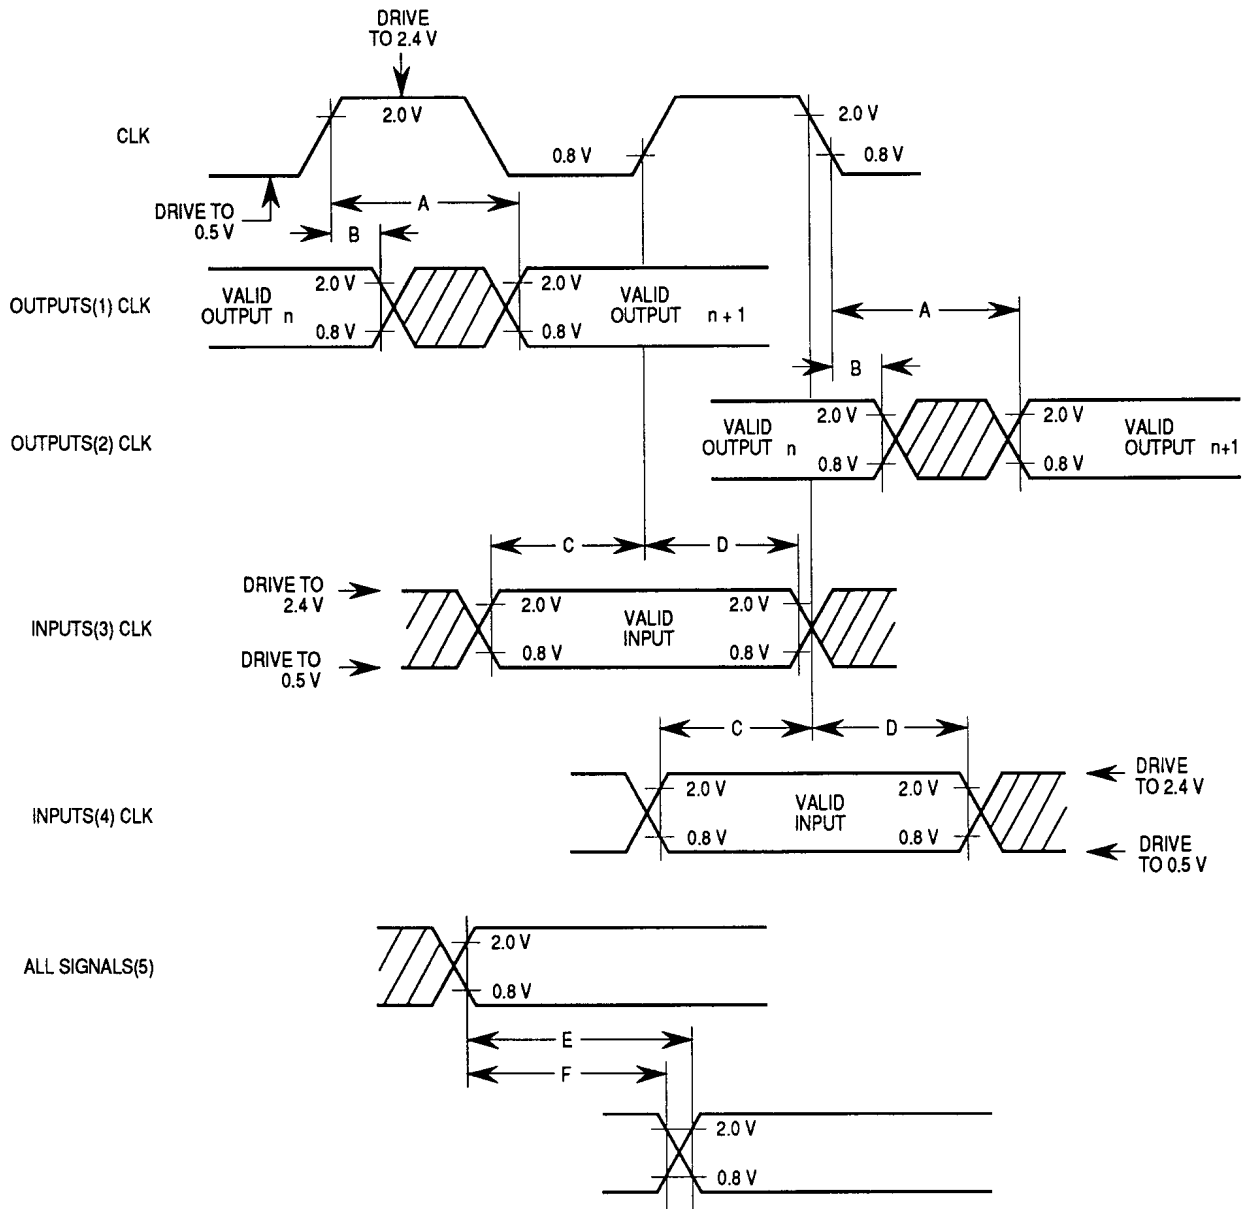 DRIVE
TO 2.4 V
CLK
2.0 V
0.8 V
2.0 V
0.8 V
DRIVE TO
0.5 V
A
B
OUTPUTS(1) CLK
VALID
OUTPUT n
2.0 V
0.8 V
2.0 V
0.8 V
VALID
OUTPUT n + 1
A
B
OUTPUTS(2) CLK
VALID
OUTPUT n
2.0 V
0.8 V
2.0 V
0.8 V
VALID
OUTPUT n+1
C
D
DRIVE TO
2.4 V
INPUTS(3) CLK
DRIVE TO
0.5 V
2.0 V
0.8 V
VALID
INPUT
2.0 V
0.8 V
C
D
INPUTS(4) CLK
2.0 V
0.8 V
VALID
INPUT
2.0 V
0.8 V
DRIVE
TO 2.4 V
DRIVE
TO 0.5 V
ALL SIGNALS(5)
2.0 V
0.8 V
E
F
2.0 V
0.8 V